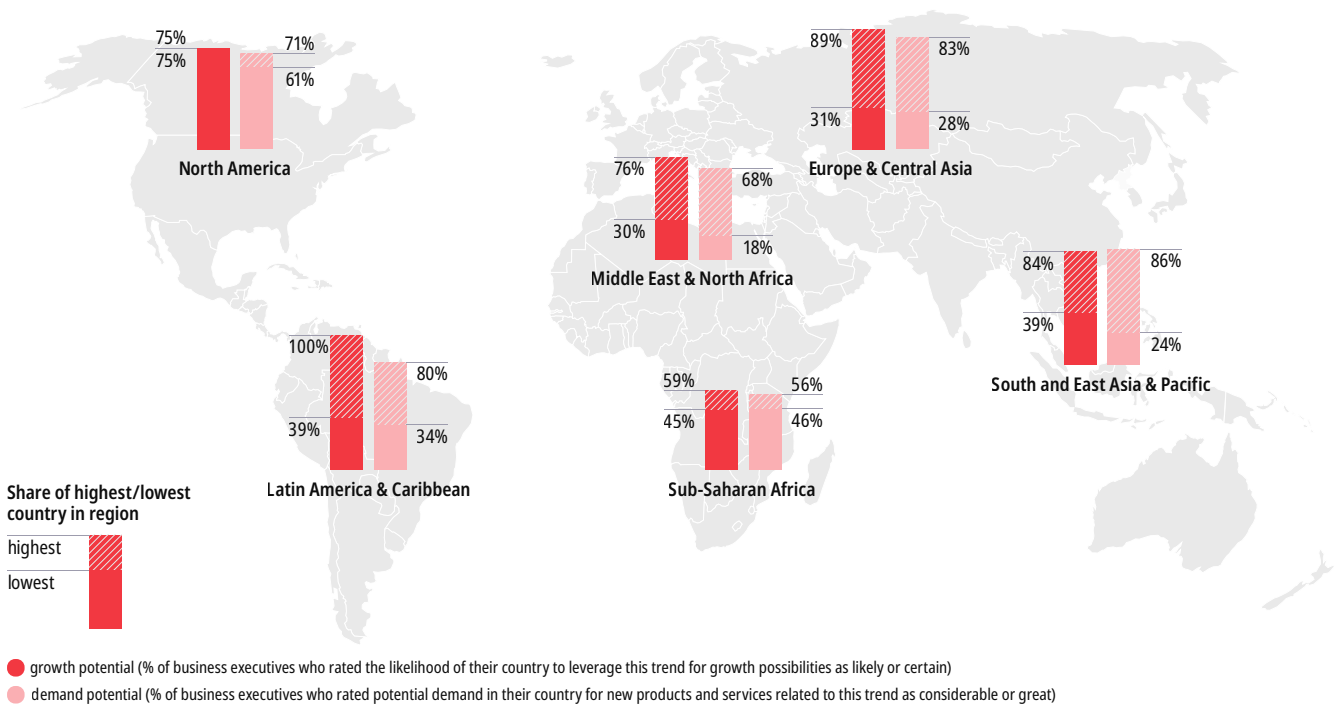 75%
75%
71%
61%
North America
89%
31%
83%
28%
Europe & Central Asia
76%
30%
68%
18%
Middle East & North Africa
84%
39%
86%
24%
South and East Asia & Pacific
100%
39%
80%
34%
Latin America & Caribbean
59%
45%
56%
46%
Sub-Saharan Africa
Share of highest/lowest
country in region
highest
lowest
growth potential (% of business executives who rated the likelihood of their country to leverage this trend for growth possibilities as likely or certain)
demand potential (% of business executives who rated potential demand in their country for new products and services related to this trend as considerable or great)